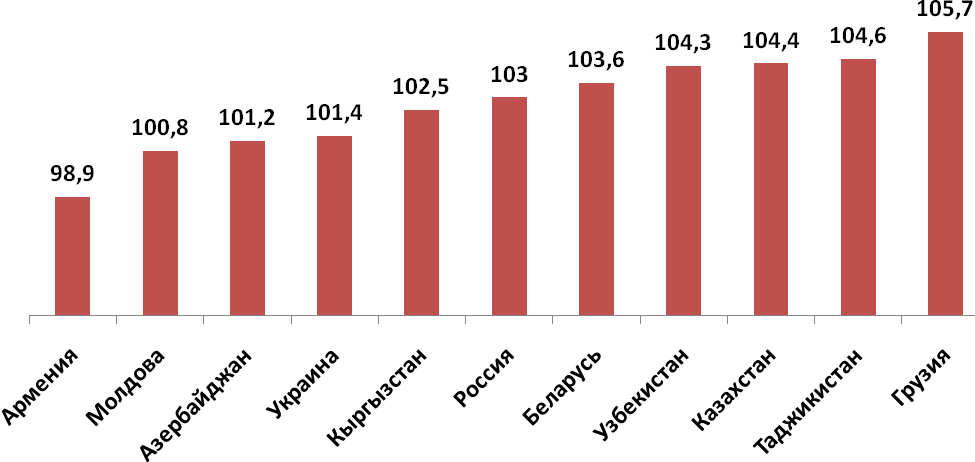 98,9
100,8
101,2
101,4
102,5
103
103,6
104,3
104,4
104,6
105,7
Армения
Молдова
Азербайджан
Украина
Кыргызстан
Россия
Беларусь
Узбекистан
Казахстан
Таджикистан
Грузия